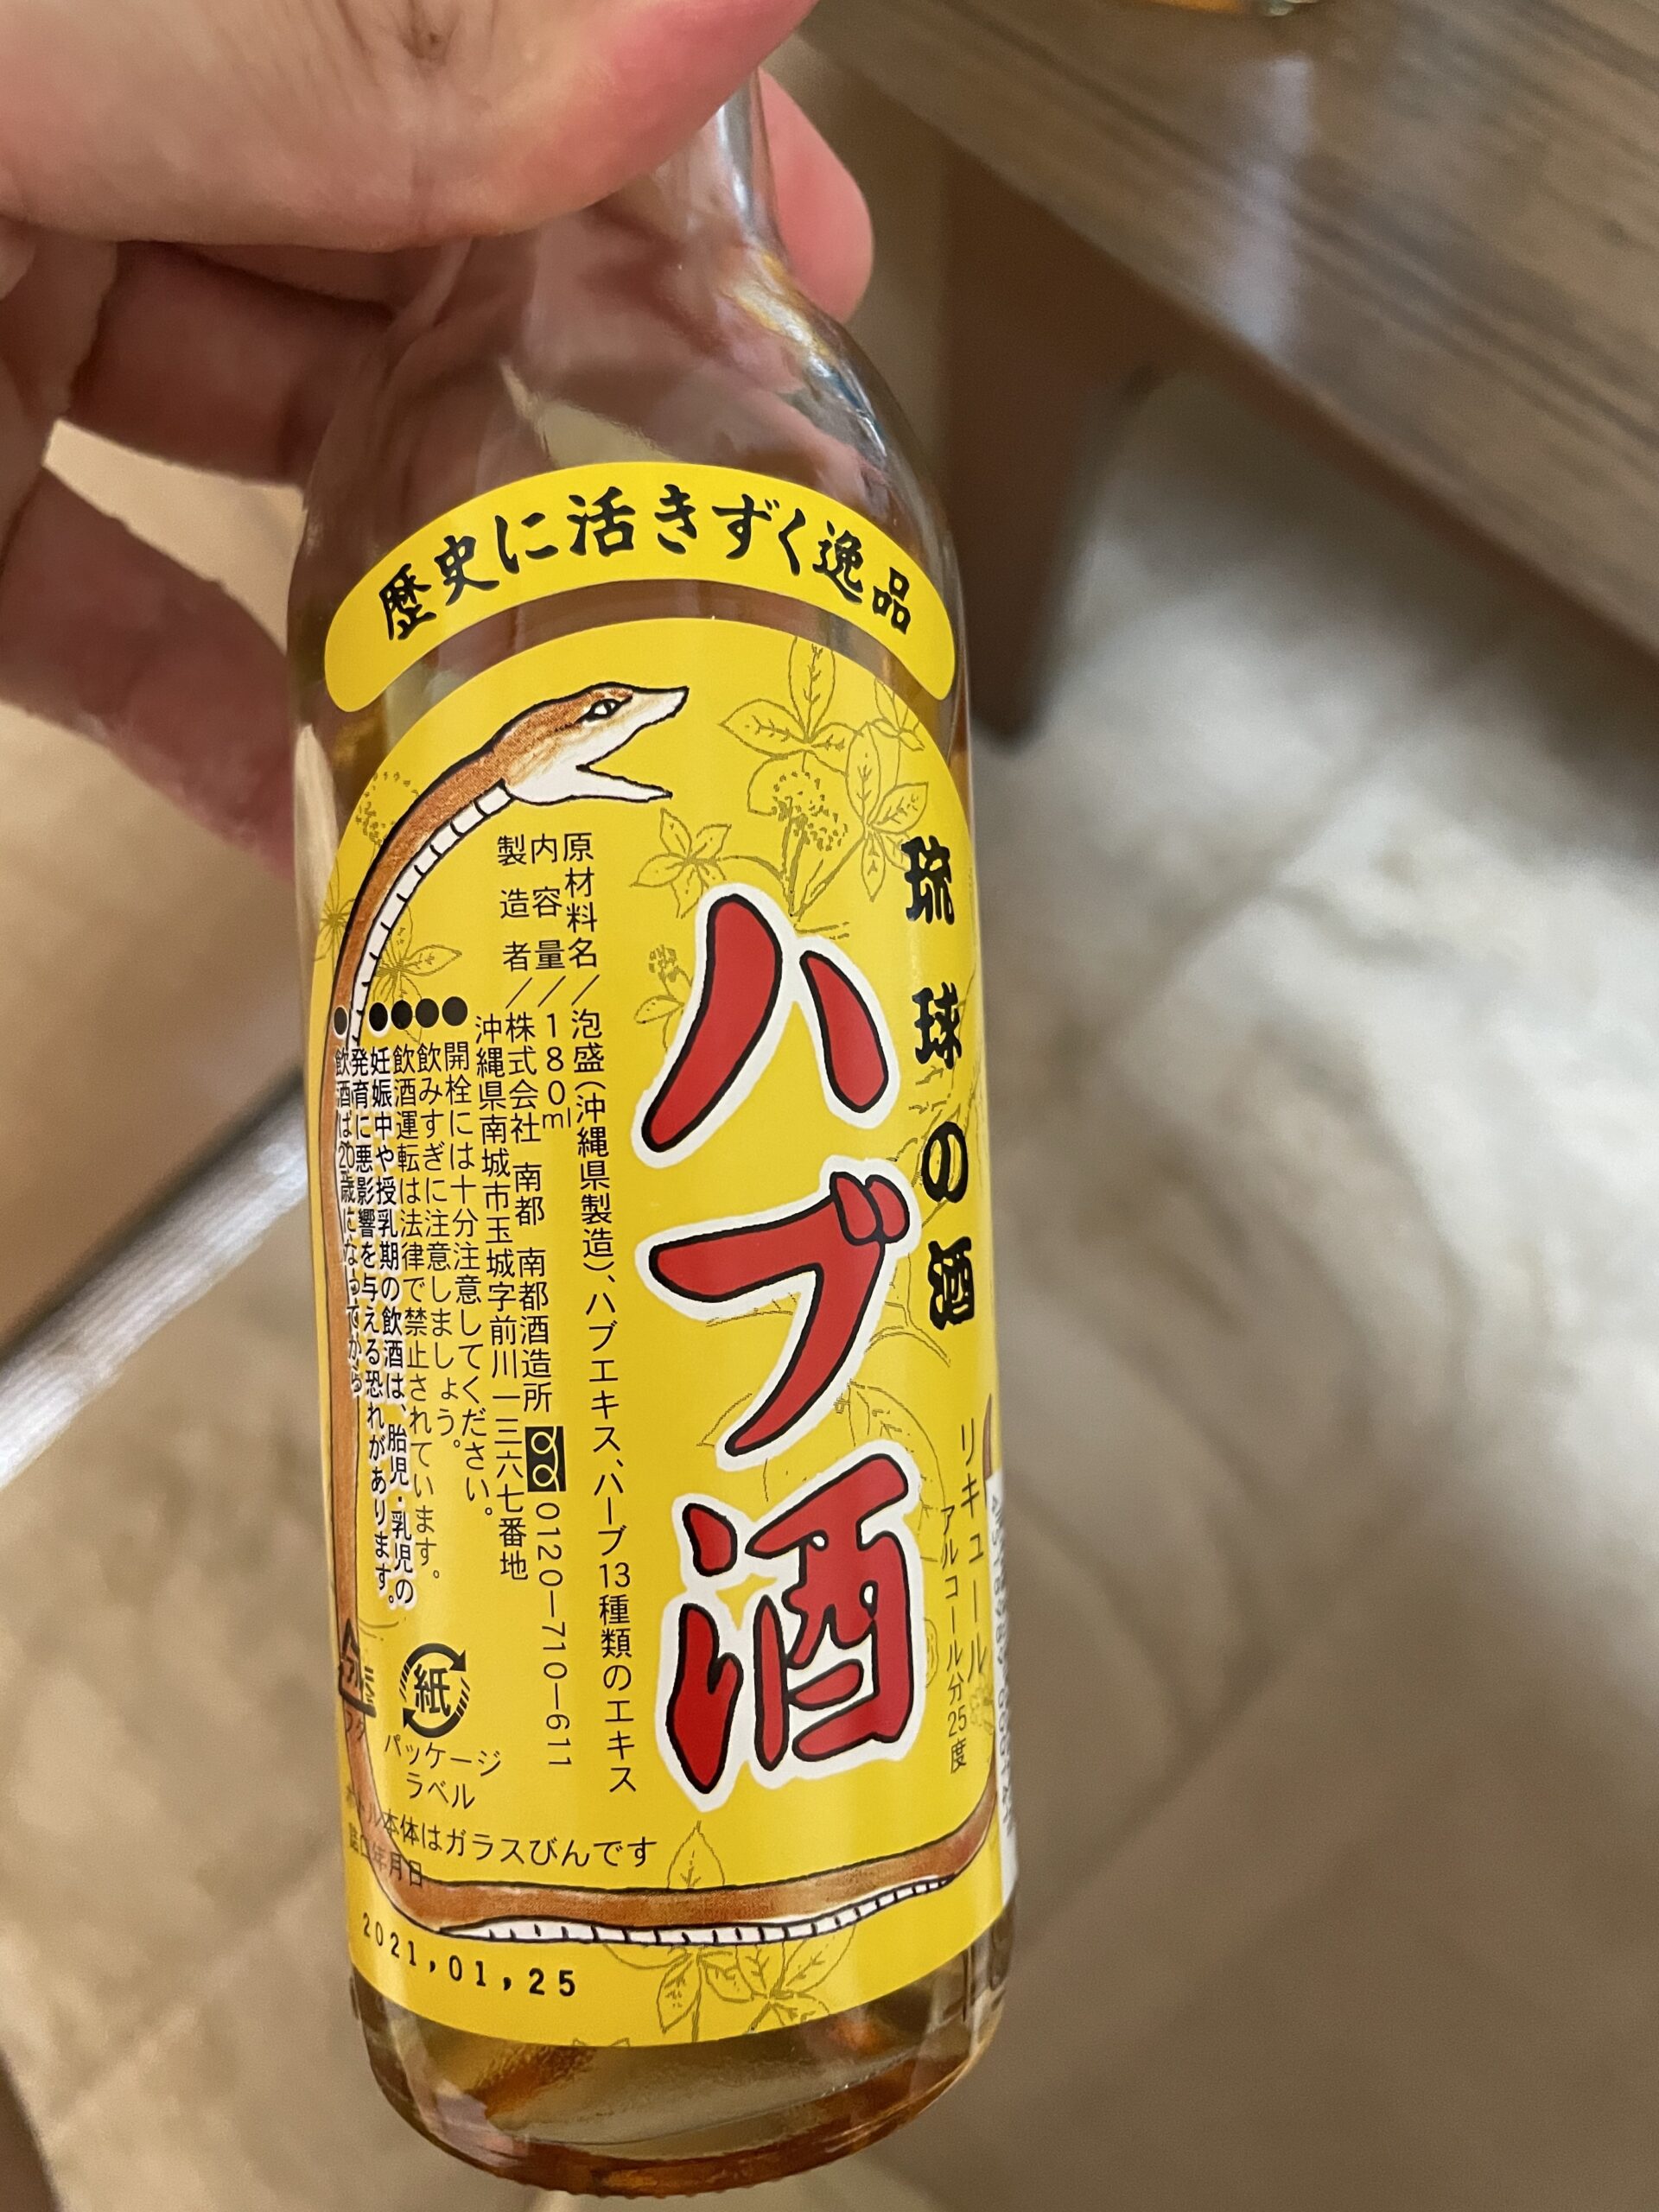 歴史に活きずく逸品
琉球の酒
ハブ酒
リキュール
アルコール分25度
原材料名/泡盛(沖縄県製造)、ハブエキス、ハーブ13種類のエキス
内容量/180ml
製造者/株式会社 南都 南都酒造所 0120-710-611
沖縄県南城市玉城字前川一三六七番地
●開栓には十分注意してください。
●飲みすぎに注意しましょう。
●飲酒運転は法律で禁止されています。
●妊娠中や授乳期の飲酒は、胎児・乳児の
発育に悪影響を与える恐れがあります。
●飲酒は20歳になってから
紙
パッケージ
ラベル
ボトル本体はガラスびんです
詰口年月日
2021,01,25